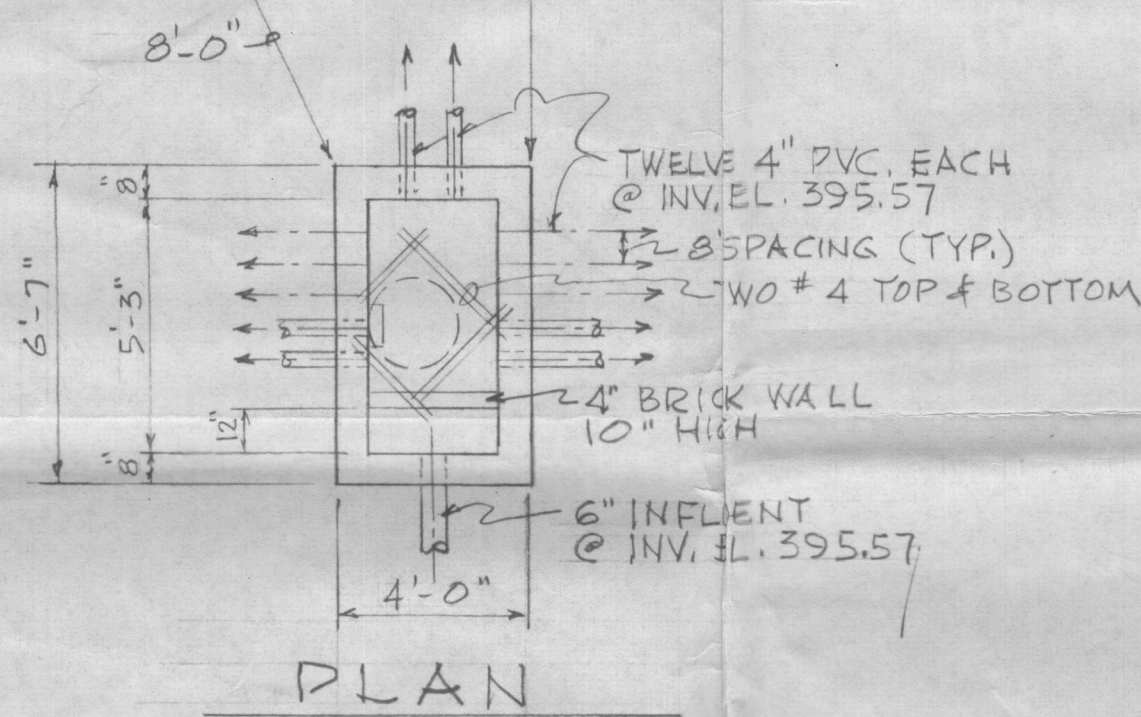 8'-0"
TWELVE 4" PVC. EACH
@ INV. EL. 395.57
8" SPACING (TYP.)
TWO # 4 TOP & BOTTOM
8"
6'-7"
5'-3"
4" BRICK WALL
10" HIGH
12"
8"
6" INFLUENT
@ INV. EL. 395.57
4'-0"
PLAN